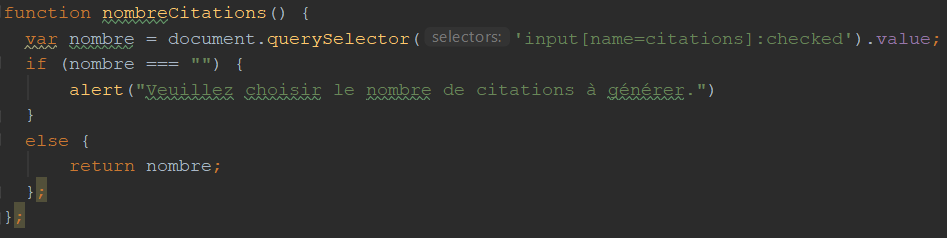 function nombreCitations() {
var nombre = document.querySelector( selectors: 'input[name=citations]:checked').value;
if (nombre === "") {
alert("Veuillez choisir le nombre de citations à générer.")
}
else {
return nombre;
};
};